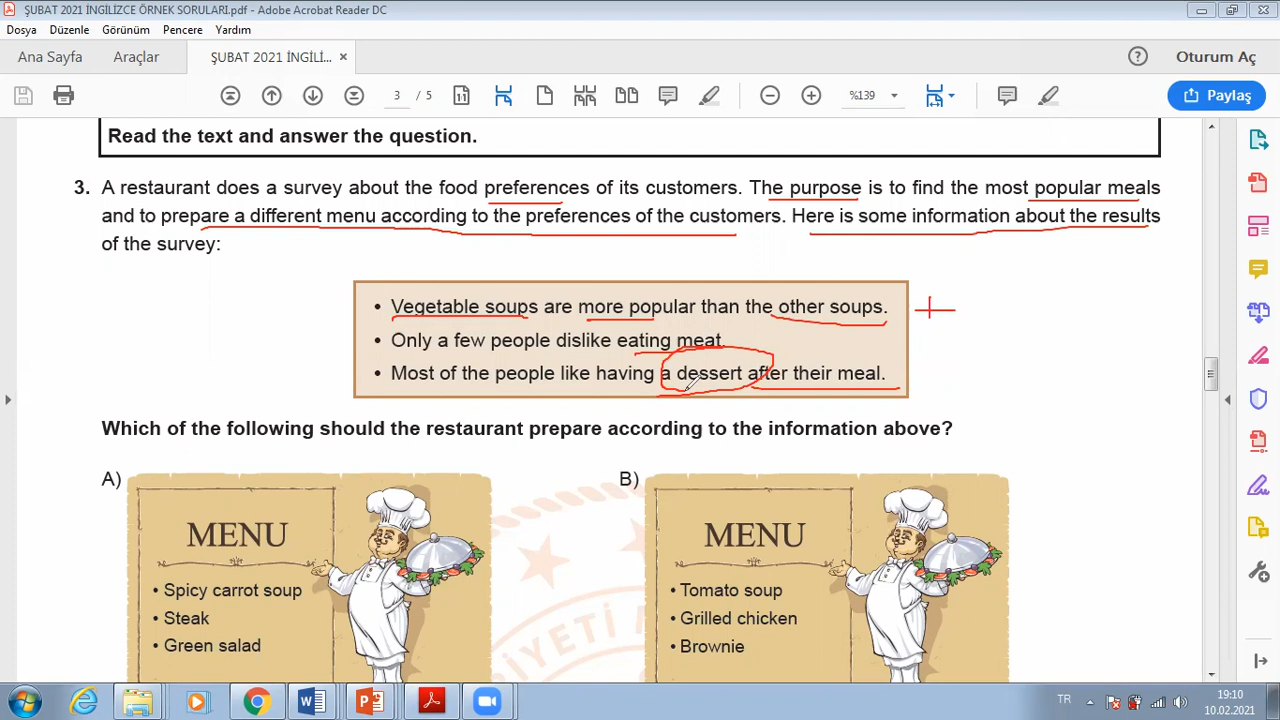 ŞUBAT 2021 İNGİLİZCE ÖRNEK SORULARI.pdf - Adobe Acrobat Reader DC
Dosya Düzenle Görünüm Pencere Yardım
Ana Sayfa Araçlar ŞUBAT 2021 İNGİLİ... × Oturum Aç
3 / 5 %139 Paylaş
Read the text and answer the question.
3. A restaurant does a survey about the food preferences of its customers. The purpose is to find the most popular meals
and to prepare a different menu according to the preferences of the customers. Here is some information about the results
of the survey:
• Vegetable soups are more popular than the other soups.
• Only a few people dislike eating meat.
• Most of the people like having a dessert after their meal.
Which of the following should the restaurant prepare according to the information above?
A)
MENU
• Spicy carrot soup
• Steak
• Green salad
B)
MENU
• Tomato soup
• Grilled chicken
• Brownie
TR 19:10
10.02.2021